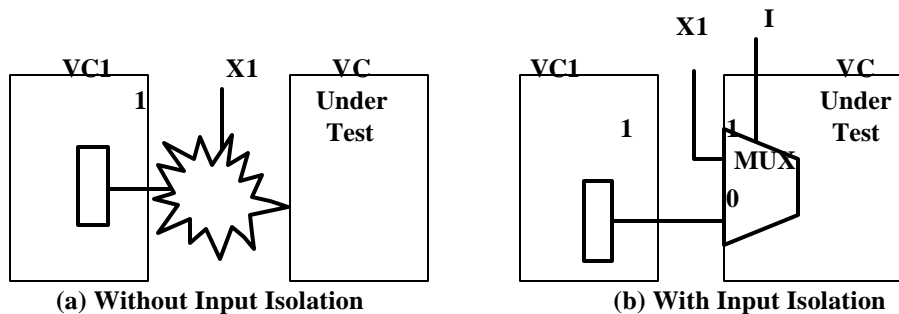 VC1
X1
VC
Under
Test
1
(a) Without Input Isolation
X1
I
VC1
VC
Under
Test
1
1
MUX
0
(b) With Input Isolation